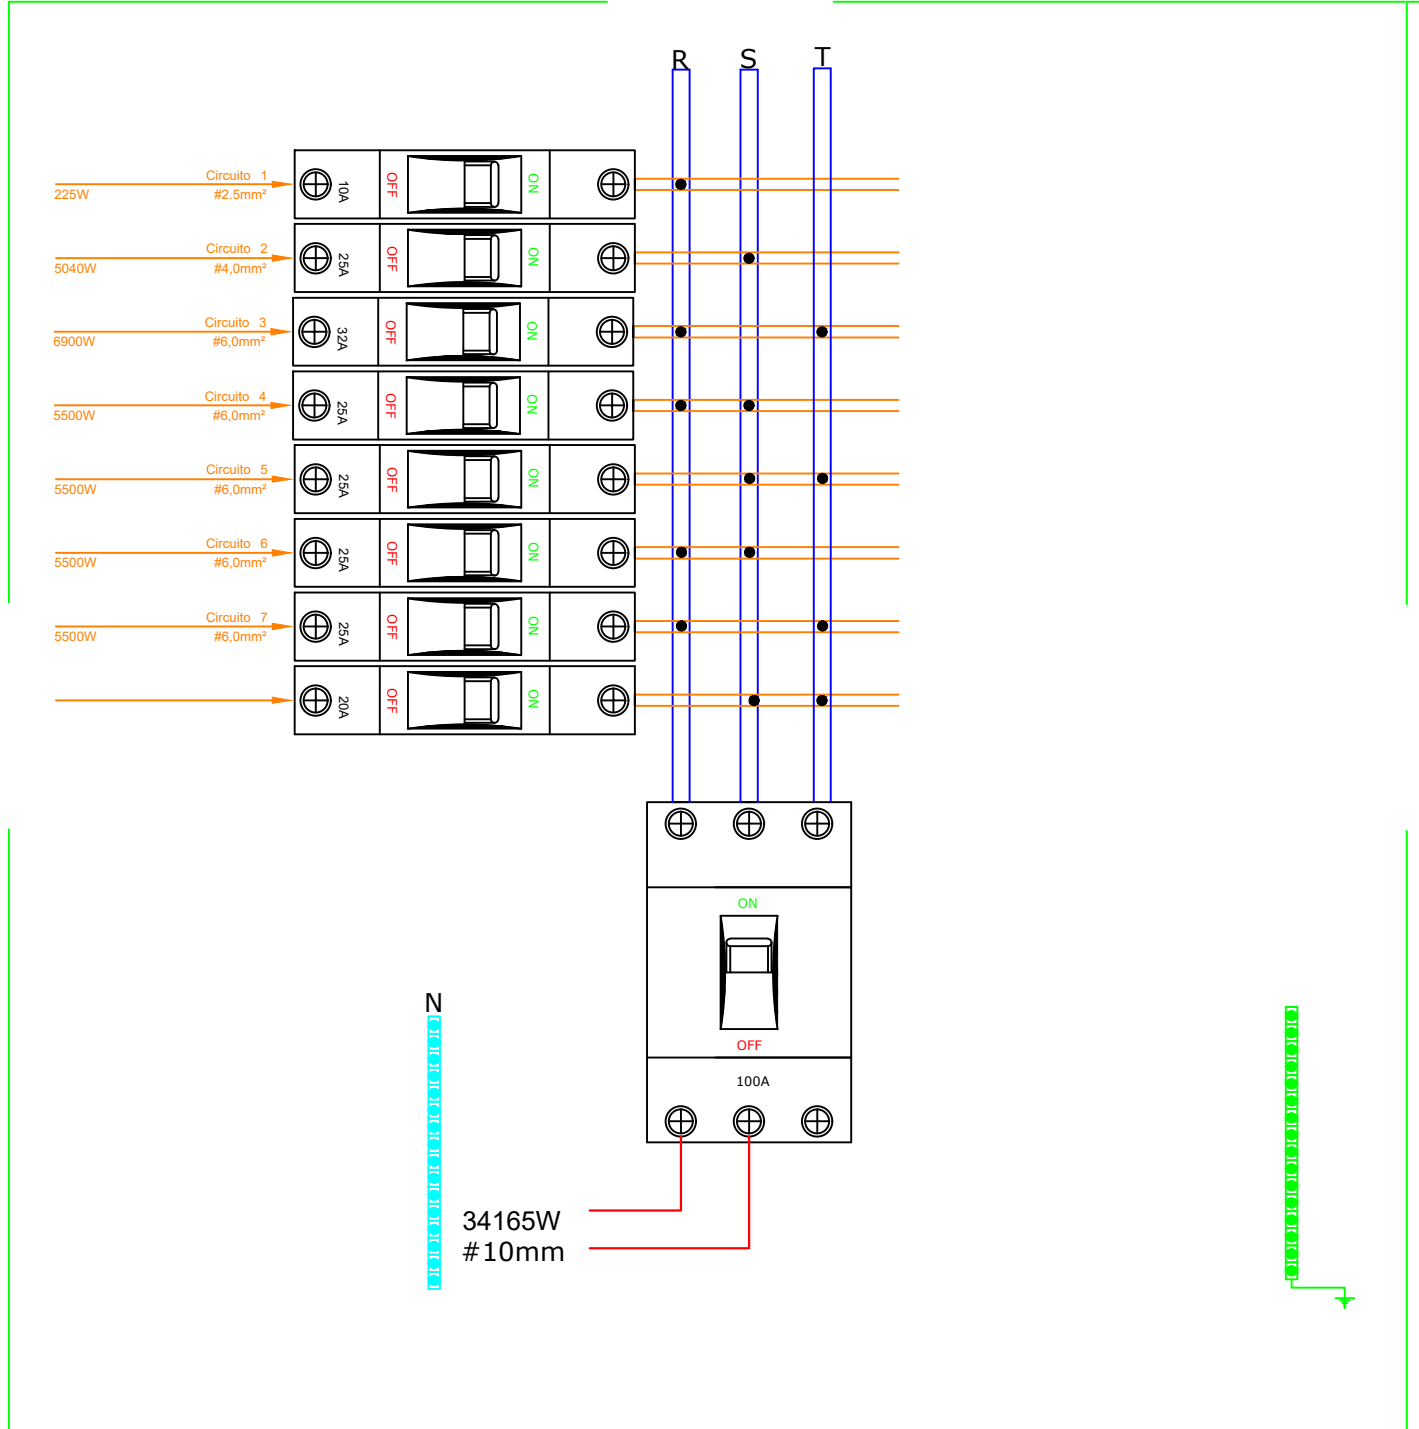 R S T
Circuito 1
225W #2.5mm² 10A OFF ON
Circuito 2
5040W #4,0mm² 25A OFF ON
Circuito 3
6900W #6,0mm² 32A OFF ON
Circuito 4
5500W #6,0mm² 25A OFF ON
Circuito 5
5500W #6,0mm² 25A OFF ON
Circuito 6
5500W #6,0mm² 25A OFF ON
Circuito 7
5500W #6,0mm² 25A OFF ON
20A OFF ON
ON
N
OFF
100A
34165W
#10mm